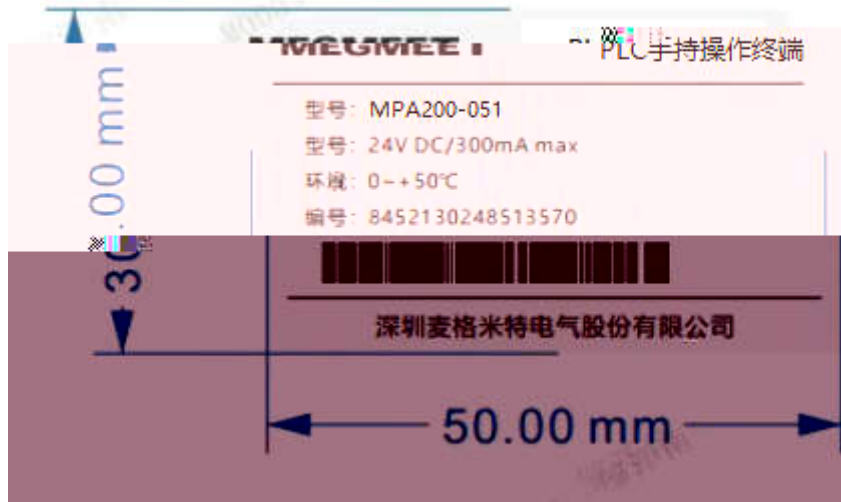 PLC手持操作终端
型号: MPA200-051
型号: 24V DC/300mA max
环境: 0~+50℃
编号: 8452130248513570
深圳麦格米特电气股份有限公司
30.00 mm
50.00 mm